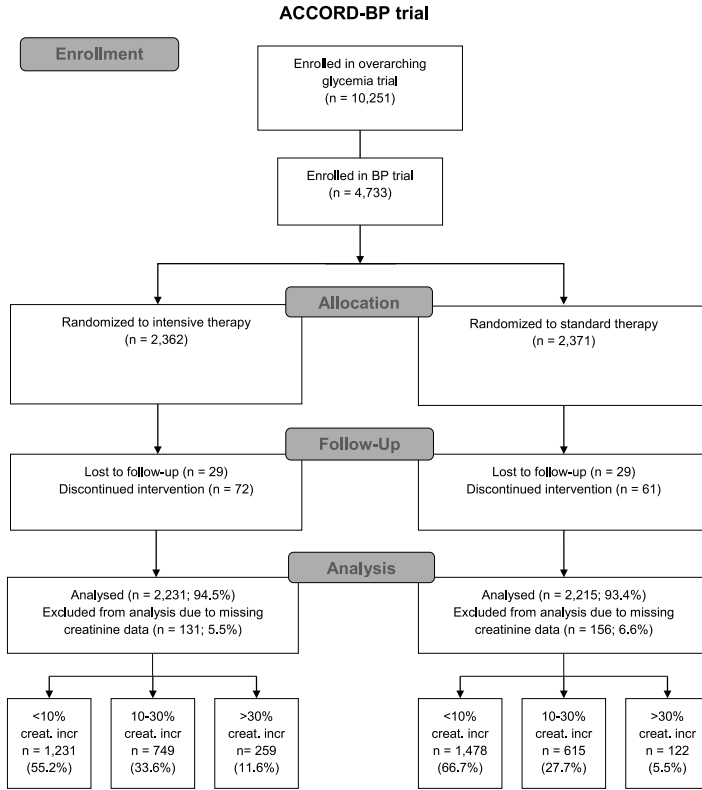 ACCORD-BP trial
Enrollment
Enrolled in overarching
glycemia trial
(n = 10,251)
Enrolled in BP trial
(n = 4,733)
Allocation
Randomized to intensive therapy
(n = 2,362)
Randomized to standard therapy
(n = 2,371)
Follow-Up
Lost to follow-up (n = 29)
Discontinued intervention (n = 72)
Lost to follow-up (n = 29)
Discontinued intervention (n = 61)
Analysis
Analysed (n = 2,231; 94.5%)
Excluded from analysis due to missing
creatinine data (n = 131; 5.5%)
Analysed (n = 2,215; 93.4%)
Excluded from analysis due to missing
creatinine data (n = 156; 6.6%)
<10%
creat. incr
n = 1,231
(55.2%)
10-30%
creat. incr
n = 749
(33.6%)
>30%
creat. incr
n= 259
(11.6%)
<10%
creat. incr
n = 1,478
(66.7%)
10-30%
creat. incr
n = 615
(27.7%)
>30%
creat. incr
n = 122
(5.5%)